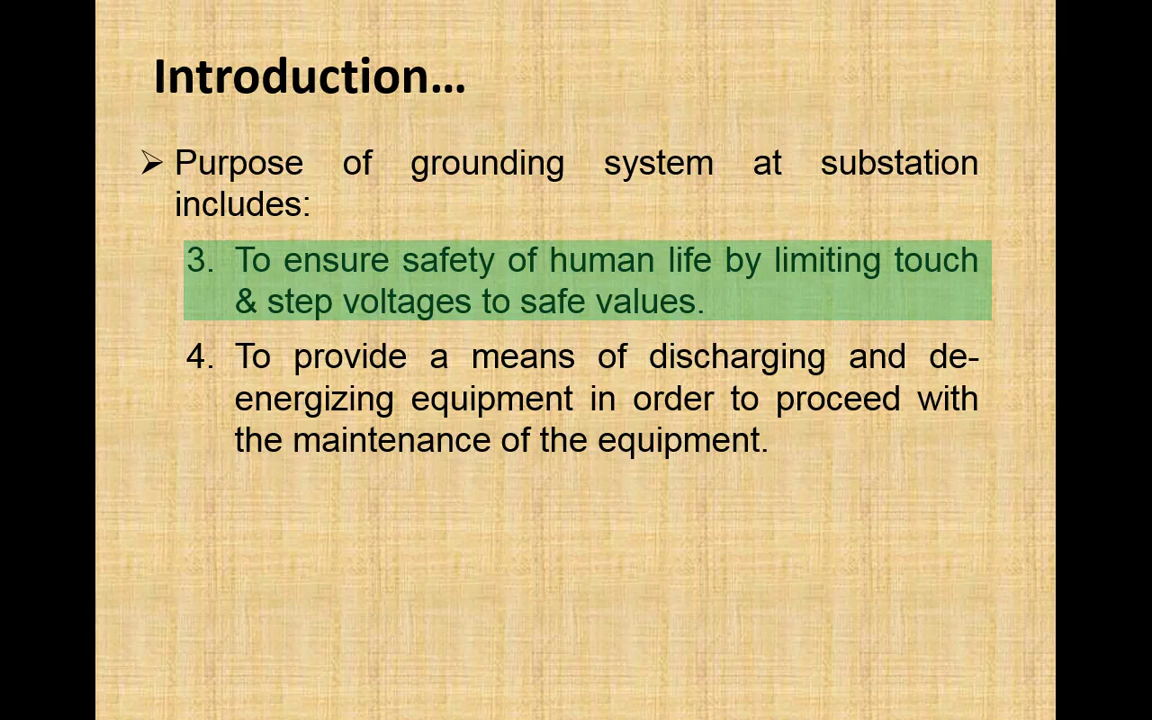 Introduction...
➢ Purpose of grounding system at substation
includes:
3. To ensure safety of human life by limiting touch
& step voltages to safe values.
4. To provide a means of discharging and de-
energizing equipment in order to proceed with
the maintenance of the equipment.